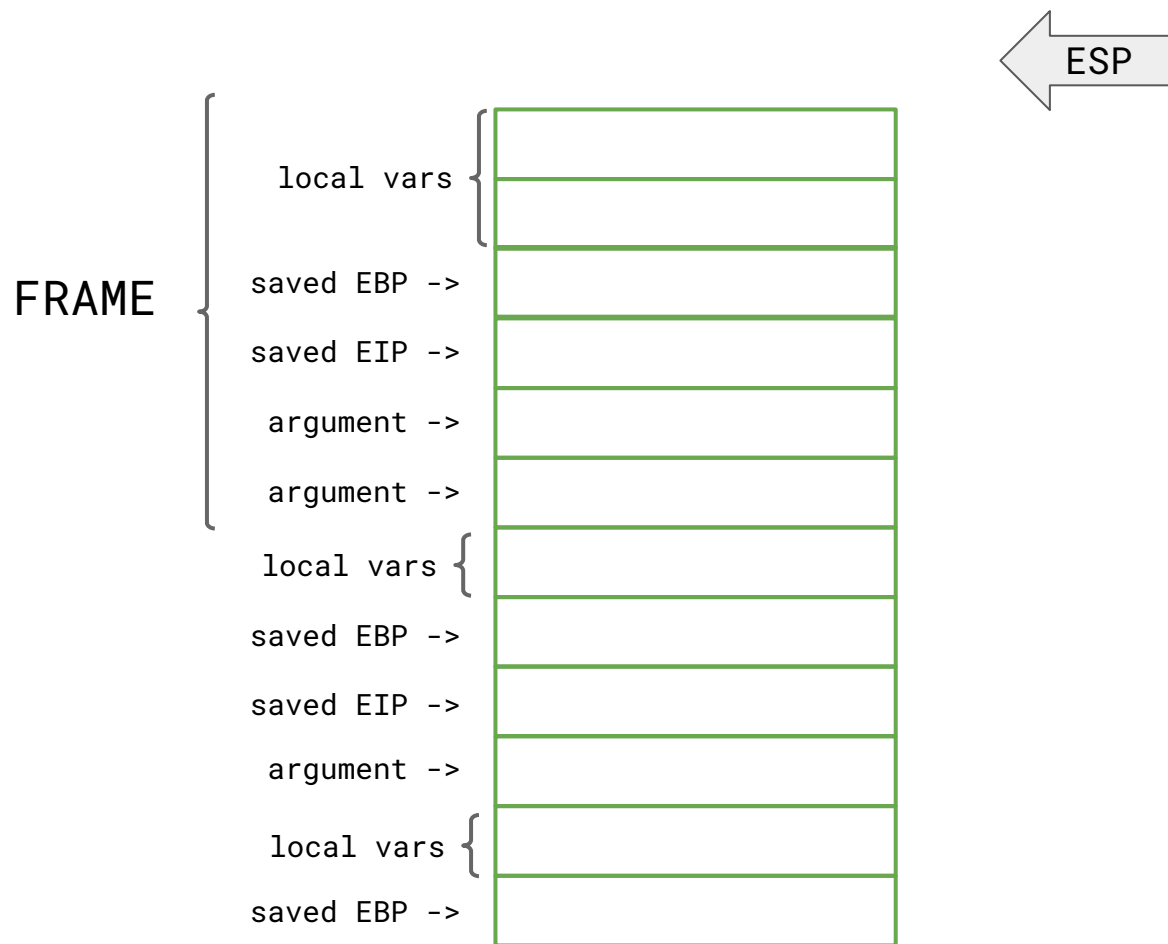 ESP
local vars
saved EBP ->
FRAME
saved EIP ->
argument ->
argument ->
local vars
saved EBP ->
saved EIP ->
argument ->
local vars
saved EBP ->